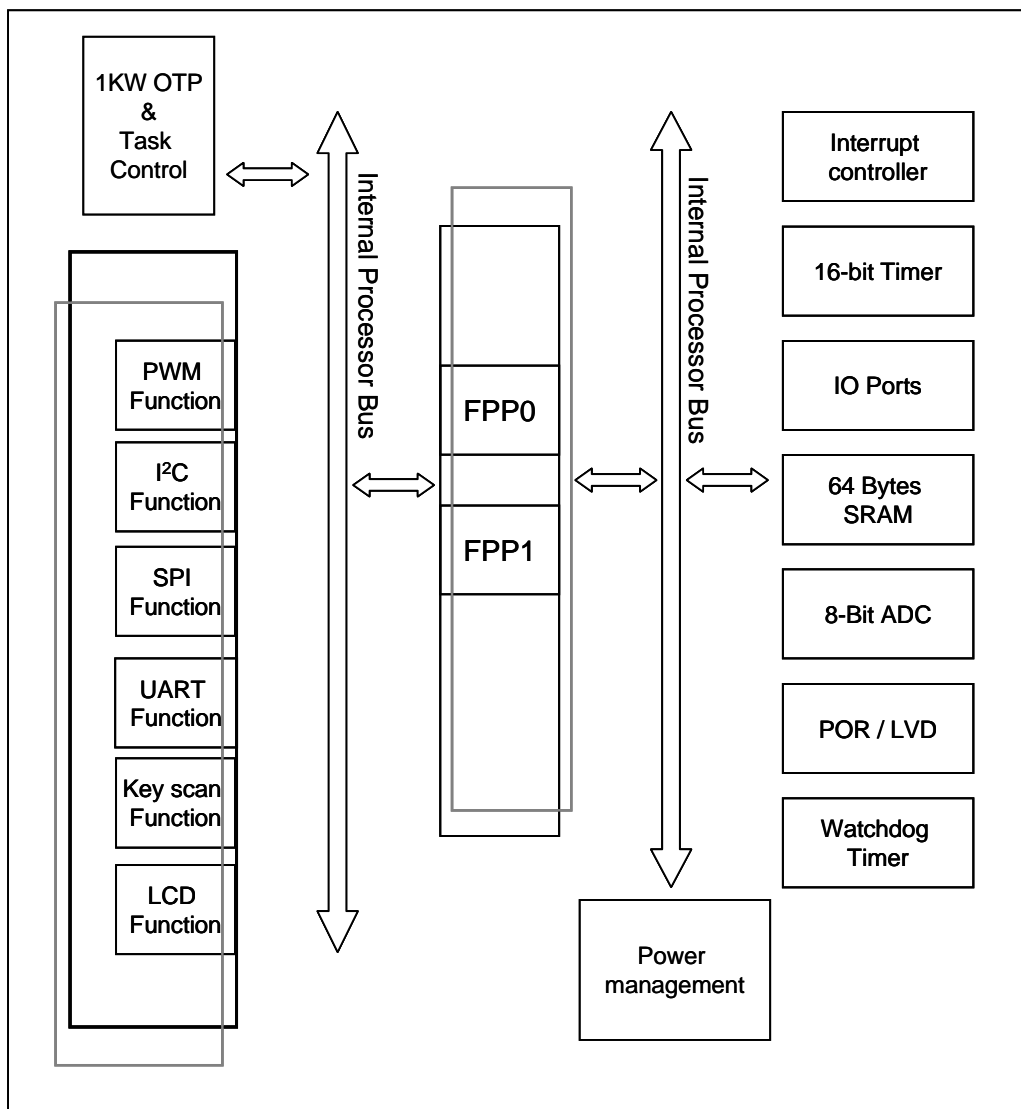 1KW OTP
&
Task
Control
PWM
Function
I²C
Function
SPI
Function
UART
Function
Key scan
Function
LCD
Function
Internal Processor Bus
FPP0
FPP1
Internal Processor Bus
Power
management
Interrupt
controller
16-bit Timer
IO Ports
64 Bytes
SRAM
8-Bit ADC
POR / LVD
Watchdog
Timer